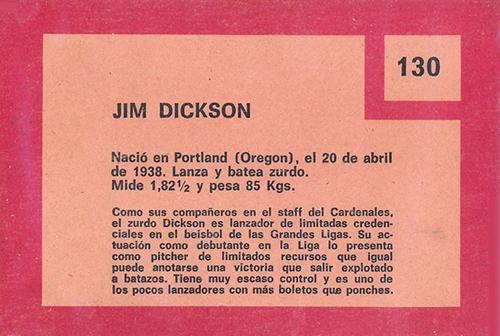 130
JIM DICKSON
Nació en Portland (Oregon), el 20 de abril
de 1938. Lanza y batea zurdo.
Mide 1,82½ y pesa 85 Kgs.
Como sus compañeros en el staff del Cardenales,
el zurdo Dickson es lanzador de limitadas creden-
ciales en el beisbol de las Grandes Ligas. Su ac-
tuación como debutante en la Liga lo presenta
como pitcher de limitados recursos que igual
puede anotarse una victoria que salir explotado
a batazos. Tiene muy escaso control y es uno de
los pocos lanzadores con más boletos que ponches.